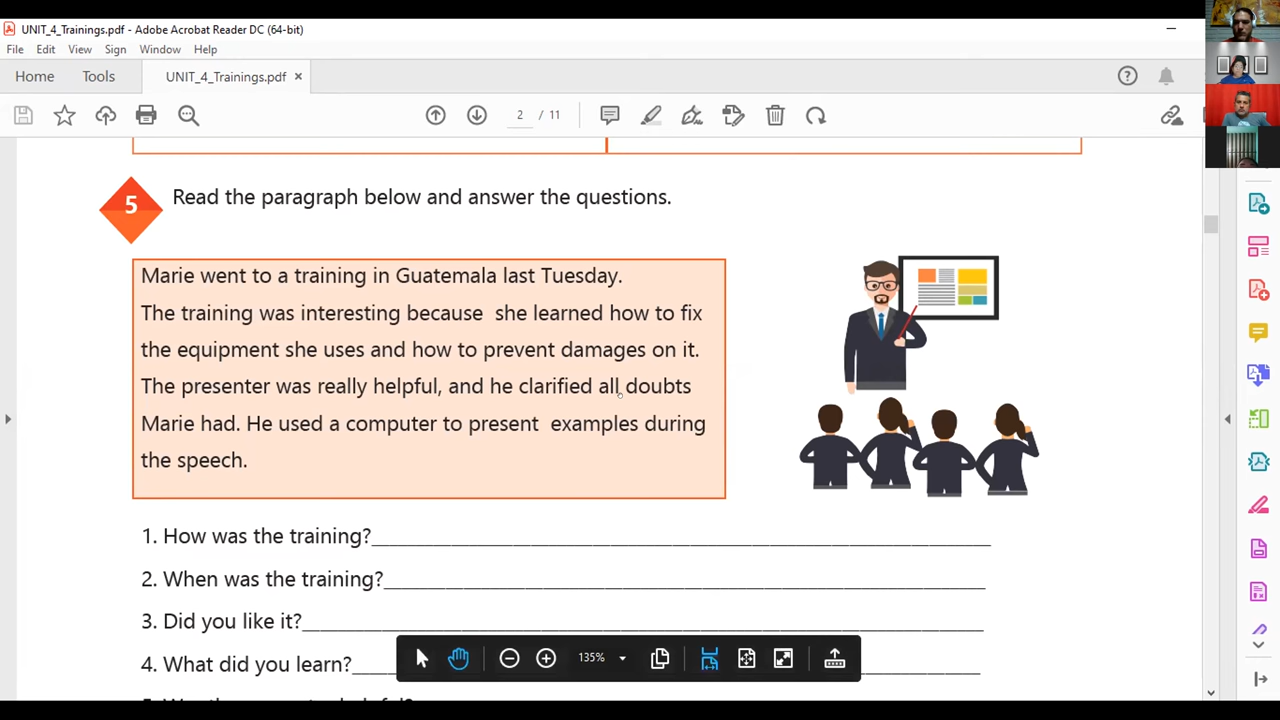 UNIT_4_Trainings.pdf - Adobe Acrobat Reader DC (64-bit)
File Edit View Sign Window Help
Home Tools UNIT_4_Trainings.pdf ×
2 / 11
5 Read the paragraph below and answer the questions.
Marie went to a training in Guatemala last Tuesday.
The training was interesting because she learned how to fix
the equipment she uses and how to prevent damages on it.
The presenter was really helpful, and he clarified all doubts
Marie had. He used a computer to present examples during
the speech.
1. How was the training?
2. When was the training?
3. Did you like it?
4. What did you learn?
135%